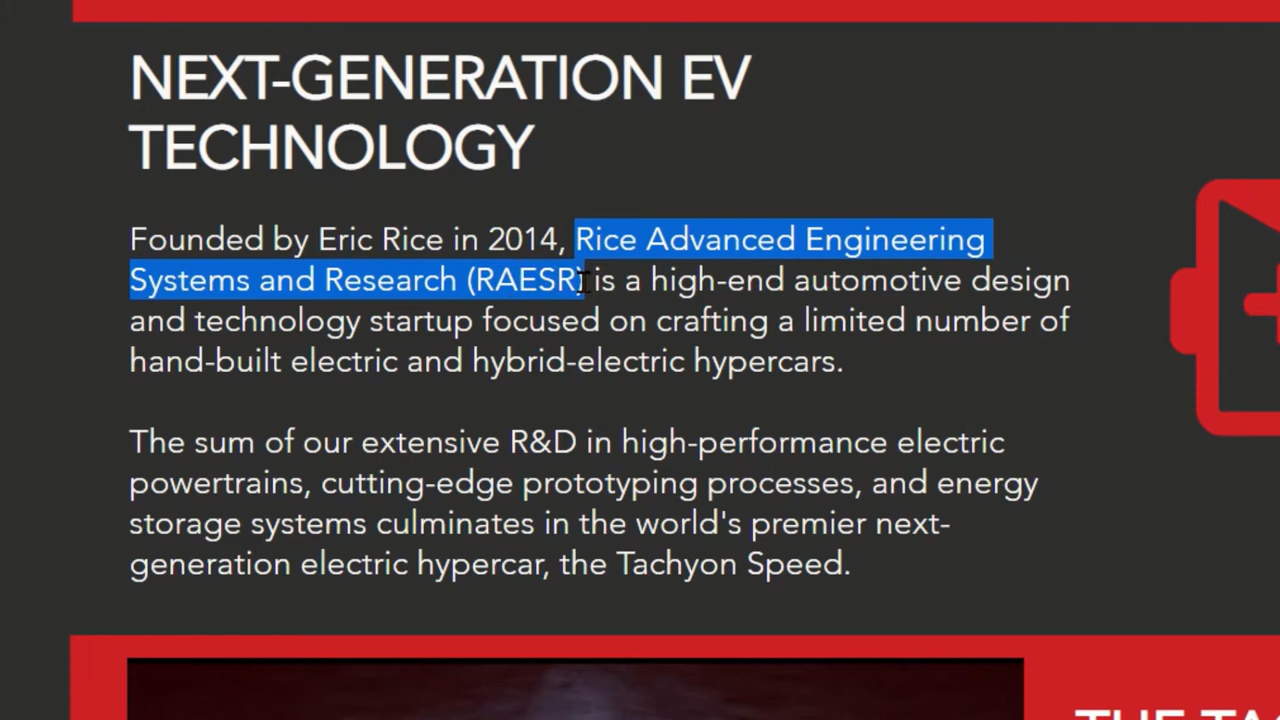 NEXT-GENERATION EV
TECHNOLOGY
Founded by Eric Rice in 2014, Rice Advanced Engineering
Systems and Research (RAESR) is a high-end automotive design
and technology startup focused on crafting a limited number of
hand-built electric and hybrid-electric hypercars.
The sum of our extensive R&D in high-performance electric
powertrains, cutting-edge prototyping processes, and energy
storage systems culminates in the world's premier next-
generation electric hypercar, the Tachyon Speed.
THE